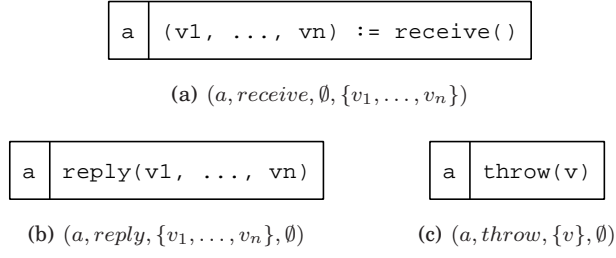 a (v1, ..., vn) := receive()
(a) (a, receive, ∅, {v₁, . . . , vₙ})
a reply(v1, ..., vn) a throw(v)
(b) (a, reply, {v₁, . . . , vₙ}, ∅) (c) (a, throw, {v}, ∅)